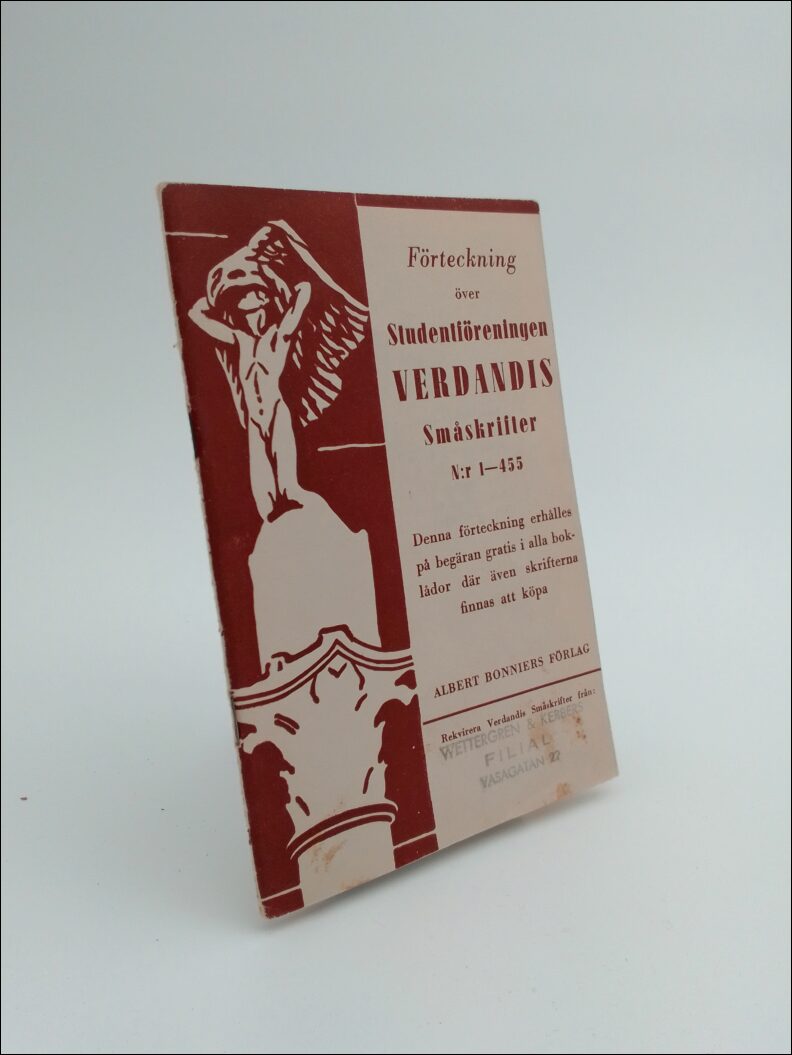 Förteckning
över
Studentföreningen
VERDANDIS
Småskrifter
N:r 1—455
Denna förteckning erhålles
på begäran gratis i alla bok-
lådor där även skrifterna
finnas att köpa
ALBERT BONNIERS FÖRLAG
Rekvirera Verdandis Småskrifter från:
WETTERGREN & KERBERS
FILIAL
VASAGATAN 22